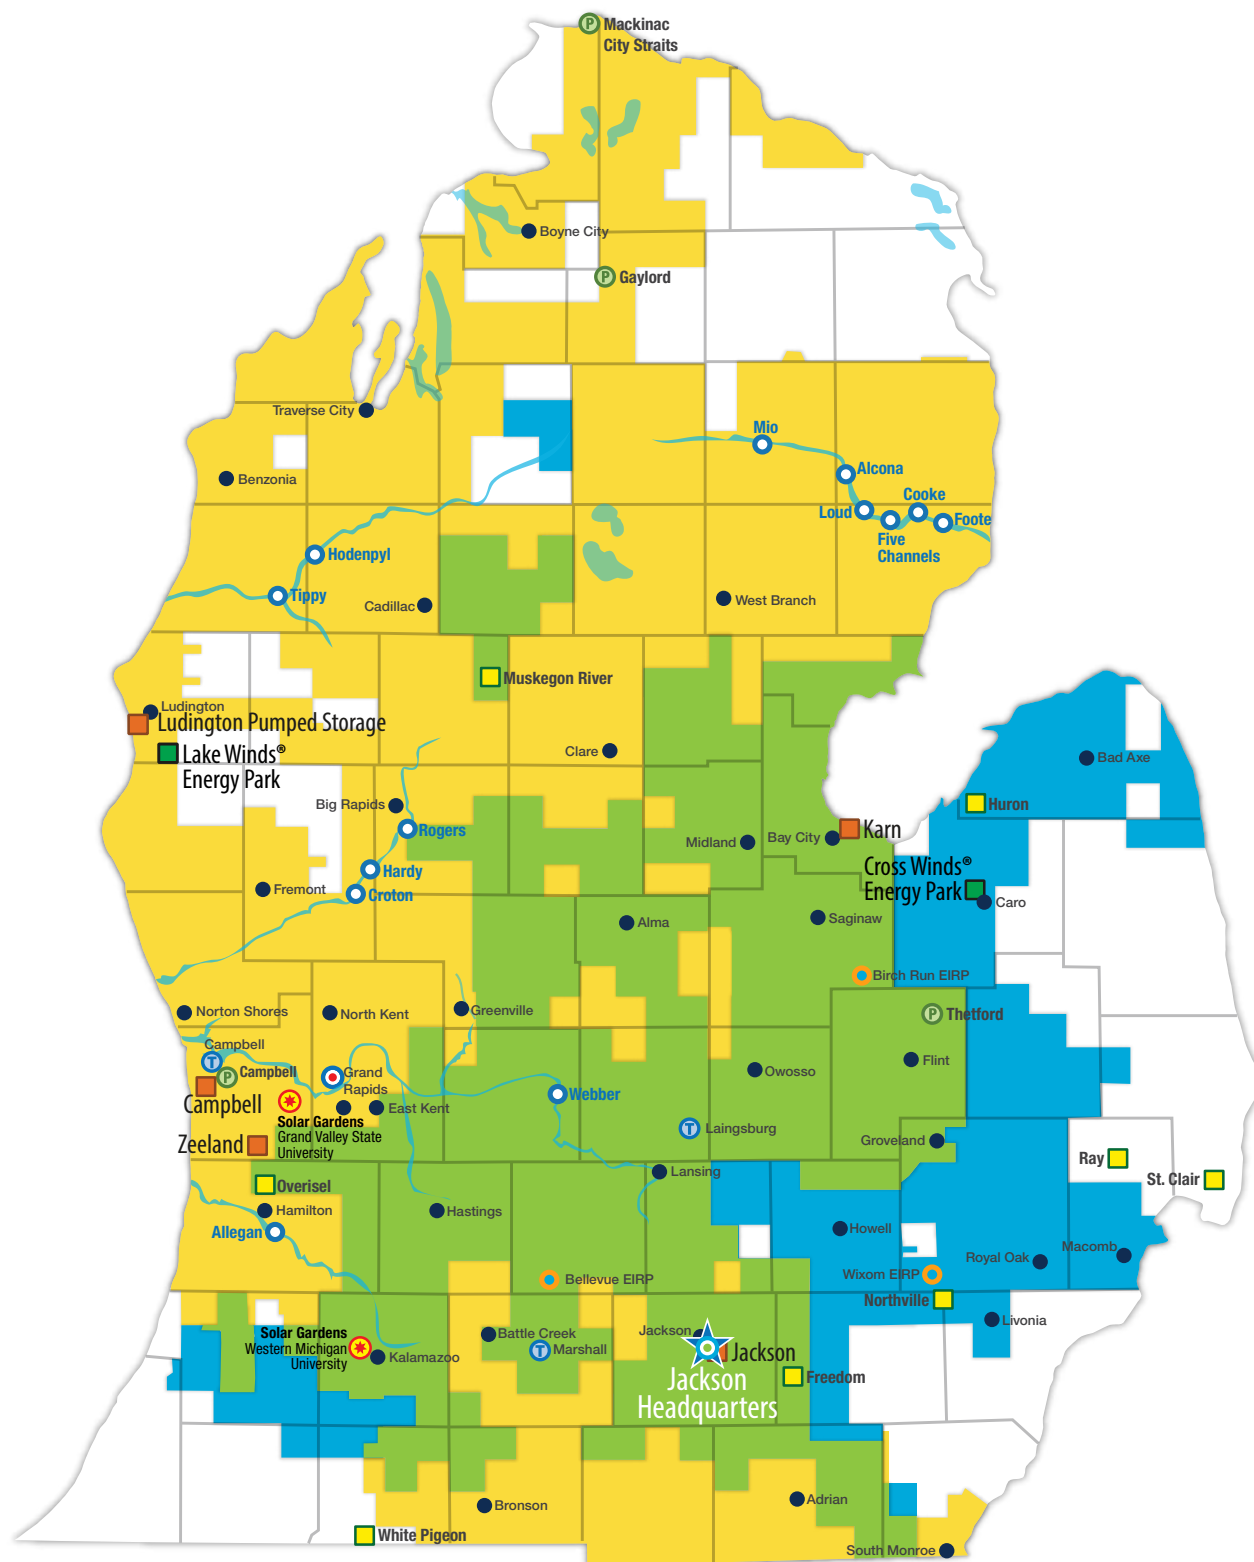 Mackinac
City Straits
Boyne City
Gaylord
Traverse City
Benzonia
Mio
Alcona
Cooke
Loud
Foote
Five
Channels
Hodenpyl
Tippy
Cadillac
West Branch
Muskegon River
Ludington
Ludington Pumped Storage
Lake Winds®
Energy Park
Clare
Bad Axe
Big Rapids
Huron
Rogers
Midland
Bay City
Karn
Hardy
Cross Winds®
Energy Park
Fremont
Croton
Caro
Alma
Saginaw
Birch Run EIRP
Norton Shores
North Kent
Greenville
P Thetford
Campbell
T
P Campbell
Grand
Rapids
Flint
Owosso
Campbell
Webber
East Kent
Solar Gardens
Grand Valley State
University
T Laingsburg
Zeeland
Groveland
Ray
St. Clair
Lansing
Overisel
Hamilton
Hastings
Allegan
Howell
Macomb
Royal Oak
Bellevue EIRP
Wixom EIRP
Northville
Livonia
Solar Gardens
Western Michigan
University
Battle Creek
Jackson
T Marshall
Jackson
Kalamazoo
Freedom
Jackson
Headquarters
Adrian
Bronson
White Pigeon
South Monroe
P
P